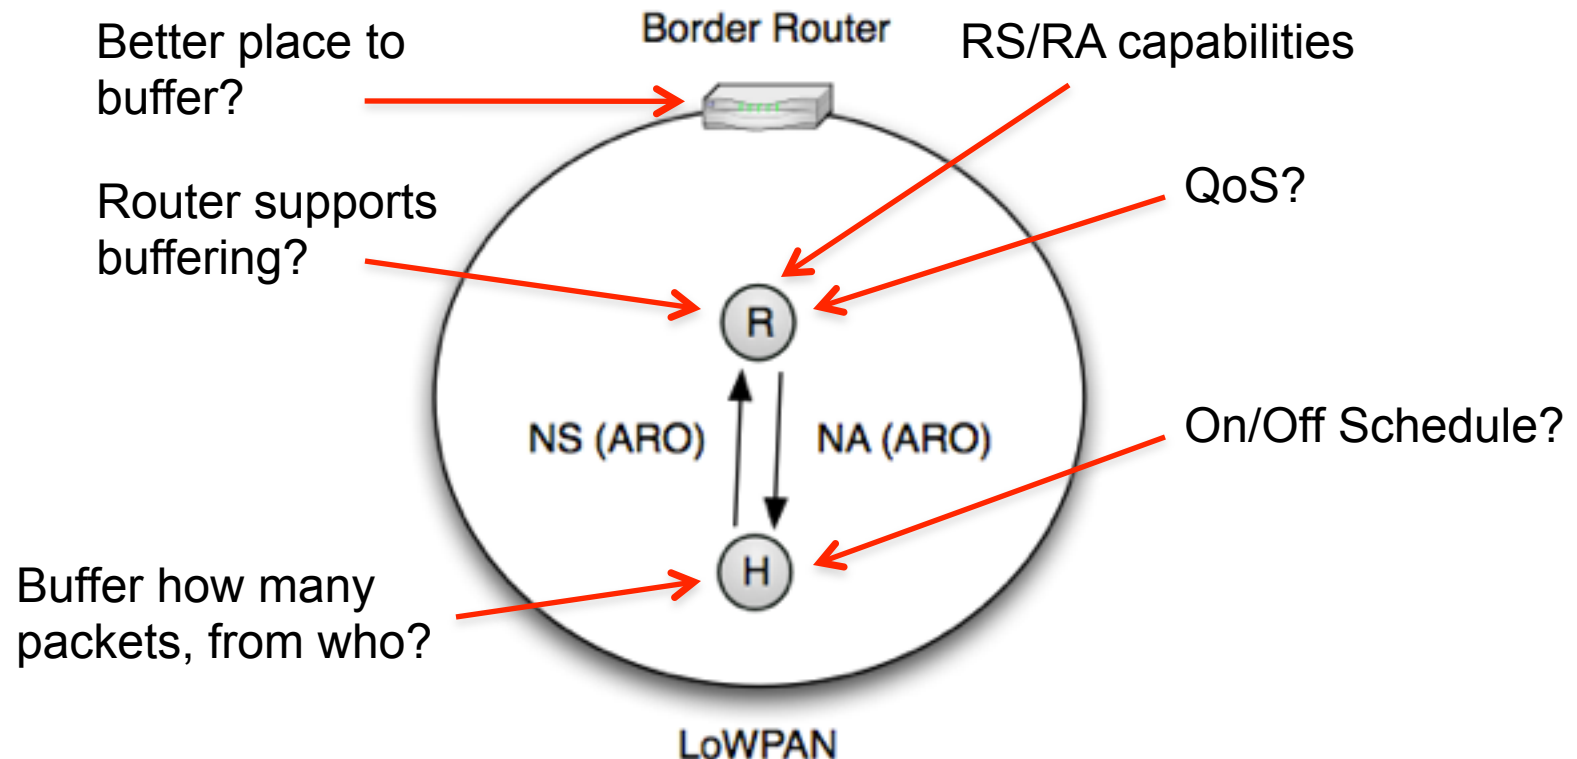 Better place to
buffer?
Border Router
RS/RA capabilities
Router supports
buffering?
QoS?
R
NS (ARO)
NA (ARO)
On/Off Schedule?
H
Buffer how many
packets, from who?
LoWPAN